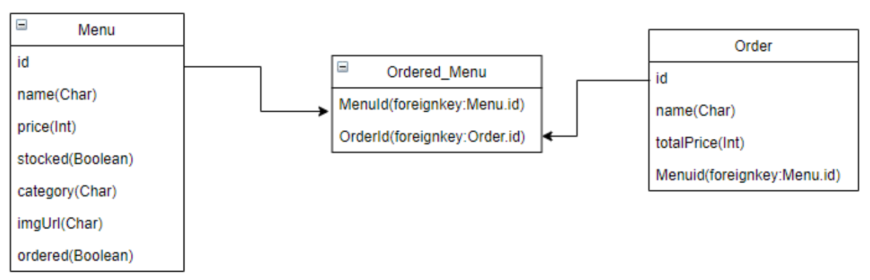 Menu
id
name(Char)
price(Int)
stocked(Boolean)
category(Char)
imgUrl(Char)
ordered(Boolean)
Ordered_Menu
MenuId(foreignkey:Menu.id)
OrderId(foreignkey:Order.id)
Order
id
name(Char)
totalPrice(Int)
Menuid(foreignkey:Menu.id)